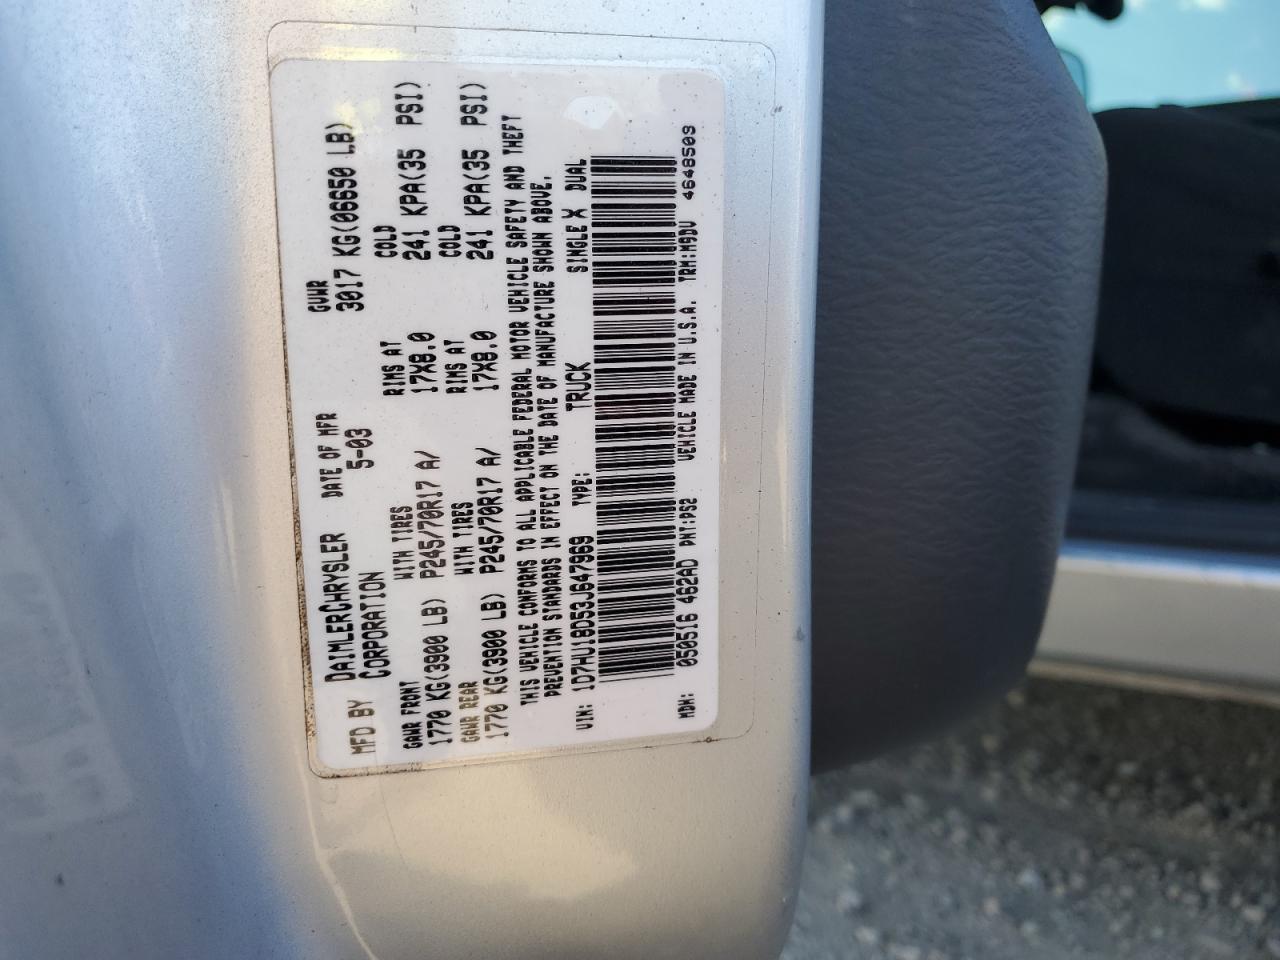 MFD BY DAIMLERCHRYSLER DATE OF MFR GVWR
CORPORATION 5-03 3017 KG(06650 LB)
GAWR FRONT WITH TIRES RIMS AT COLD
1770 KG(3900 LB) P245/70R17 A/ 17X8.0 241 KPA(35 PSI)
GAWR REAR WITH TIRES RIMS AT COLD
1770 KG(3900 LB) P245/70R17 A/ 17X8.0 241 KPA(35 PSI)
THIS VEHICLE CONFORMS TO ALL APPLICABLE FEDERAL MOTOR VEHICLE SAFETY AND THEFT
PREVENTION STANDARDS IN EFFECT ON THE DATE OF MANUFACTURE SHOWN ABOVE.
VIN: 1D7HU18D53J647969 TYPE: TRUCK SINGLE X DUAL
MDH: 050516 462AD PNT:PS2 VEHICLE MADE IN U.S.A. TRM:M9DV 4648509